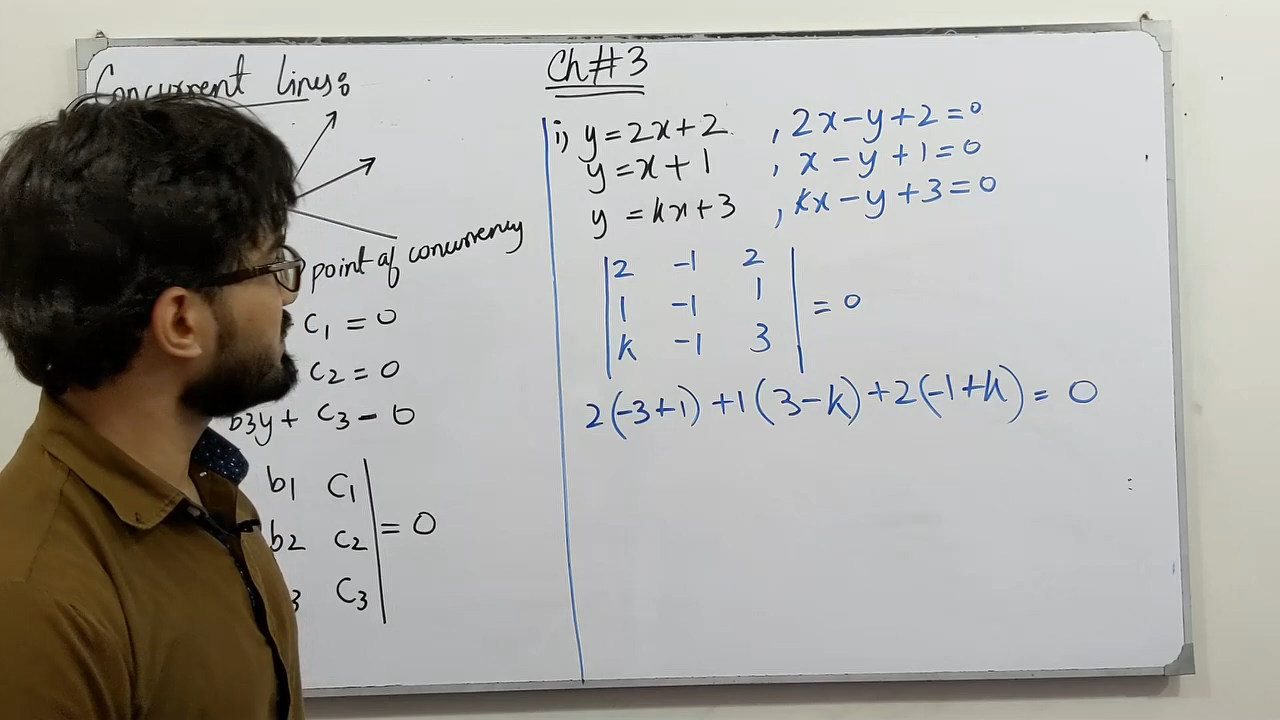 Concurrent lines:
point of concurrency
C₁ = 0
C₂ = 0
b3y + C₃ - 0
b₁ C₁
b₂ C₂ = 0
3 C₃
Ch#3
i) y = 2x + 2 , 2x - y + 2 = 0
y = x + 1 , x - y + 1 = 0
y = kx + 3 , kx - y + 3 = 0
2 -1 2
1 -1 1 = 0
k -1 3
2(-3+1) + 1(3-k) + 2(-1+k) = 0